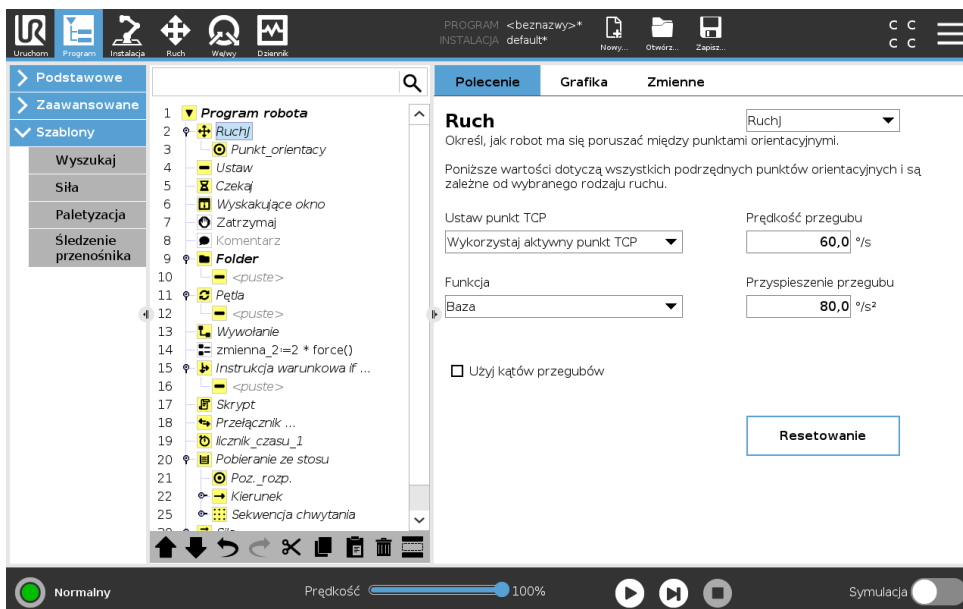 UR
PROGRAM <beznazwy>*
INSTALACJA default*
C C
C C
Uruchom Program Instalacja Ruch We/wy Dziennik Nowy... Otwórz... Zapisz...
Podstawowe
Zaawansowane
Szablony
Wyszukaj
Siła
Paletyzacja
Śledzenie
przenośnika
1 Program robota
2 RuchJ
3 Punkt_orientacy
4 Ustaw
5 Czekaj
6 Wyskakujące okno
7 Zatrzymaj
8 Komentarz
9 Folder
10 <puste>
11 Pętla
12 <puste>
13 Wywołanie
14 zmienna_2:=2 * force()
15 Instrukcja warunkowa if ...
16 <puste>
17 Skrypt
18 Przełącznik ...
19 licznik_czasu_1
20 Pobieranie ze stosu
21 Poz._rozp.
22 Kierunek
25 Sekwencja chwytania
Polecenie Grafika Zmienne
Ruch
RuchJ
Określ, jak robot ma się poruszać między punktami orientacyjnymi.
Poniższe wartości dotyczą wszystkich podrzędnych punktów orientacyjnych i są
zależne od wybranego rodzaju ruchu.
Ustaw punkt TCP Prędkość przegubu
Wykorzystaj aktywny punkt TCP 60,0 °/s
Funkcja Przyspieszenie przegubu
Baza 80,0 °/s²
Użyj kątów przegubów
Resetowanie
Normalny Prędkość 100% Symulacja